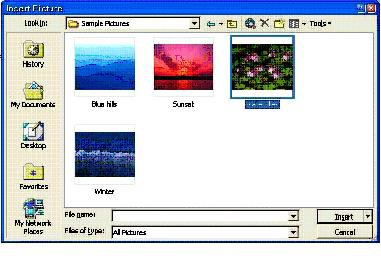 Insert Picture
Look in:
Sample Pictures
Tools
History
My Documents
Desktop
Favorites
My Network
Places
Blue hills
Sunset
Winter
File name:
Insert
Files of type:
All Pictures
Cancel